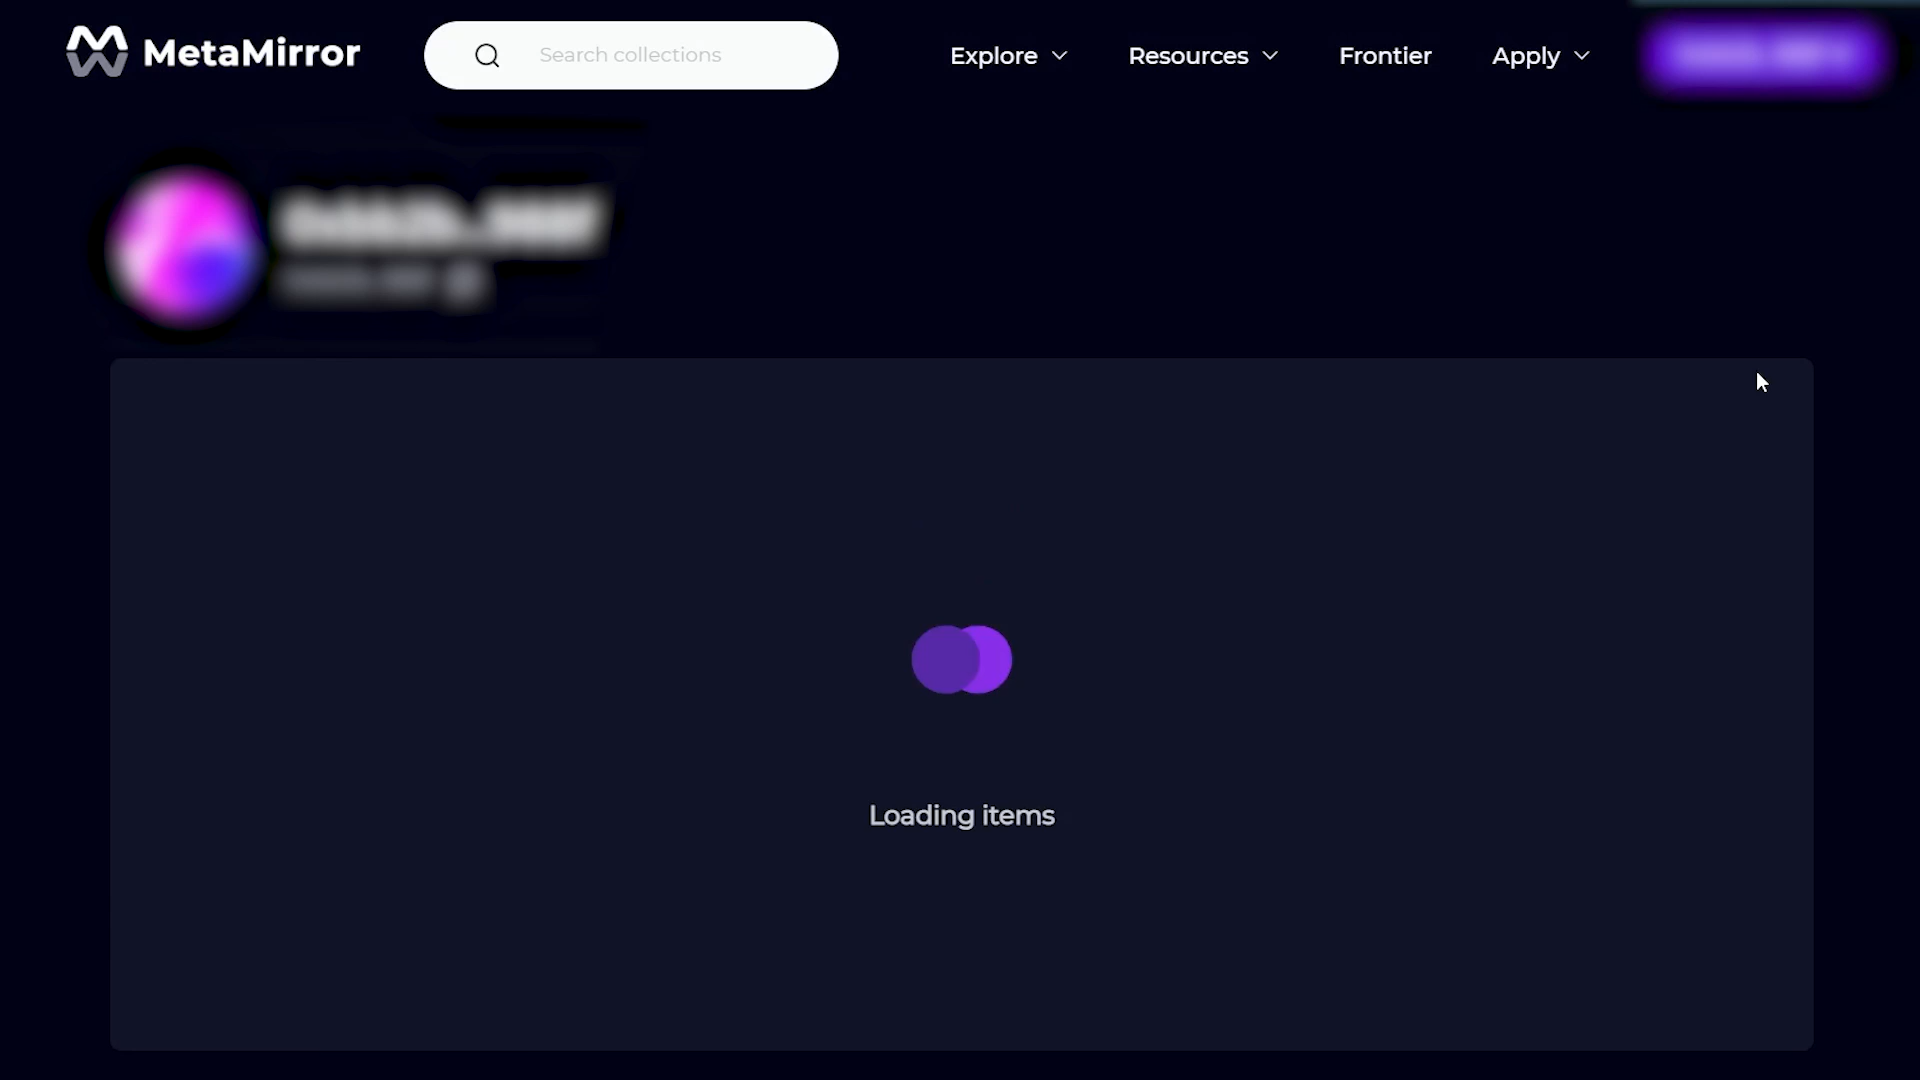 MetaMirror
Search collections
Explore
Resources
Frontier
Apply
Loading items